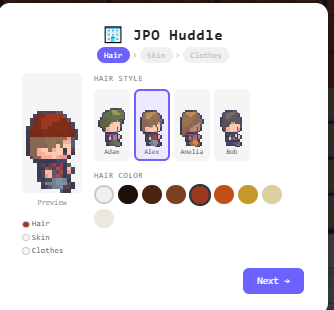 JPO Huddle
Hair › Skin › Clothes
HAIR STYLE
Adam Alex Amelia Bob
Preview
HAIR COLOR
Hair
Skin
Clothes
Next →